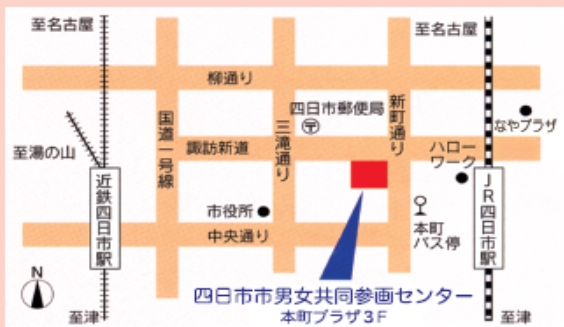 至名古屋
至名古屋
柳通り
四日市郵便局
〒
なやプラザ
国道一号線
三滝通り
新町通り
諏訪新道
ハロー
ワーク
至湯の山
近鉄四日市駅
JR四日市駅
市役所
本町
バス停
中央通り
N
四日市市男女共同参画センター
本町プラザ3F
至津
至津